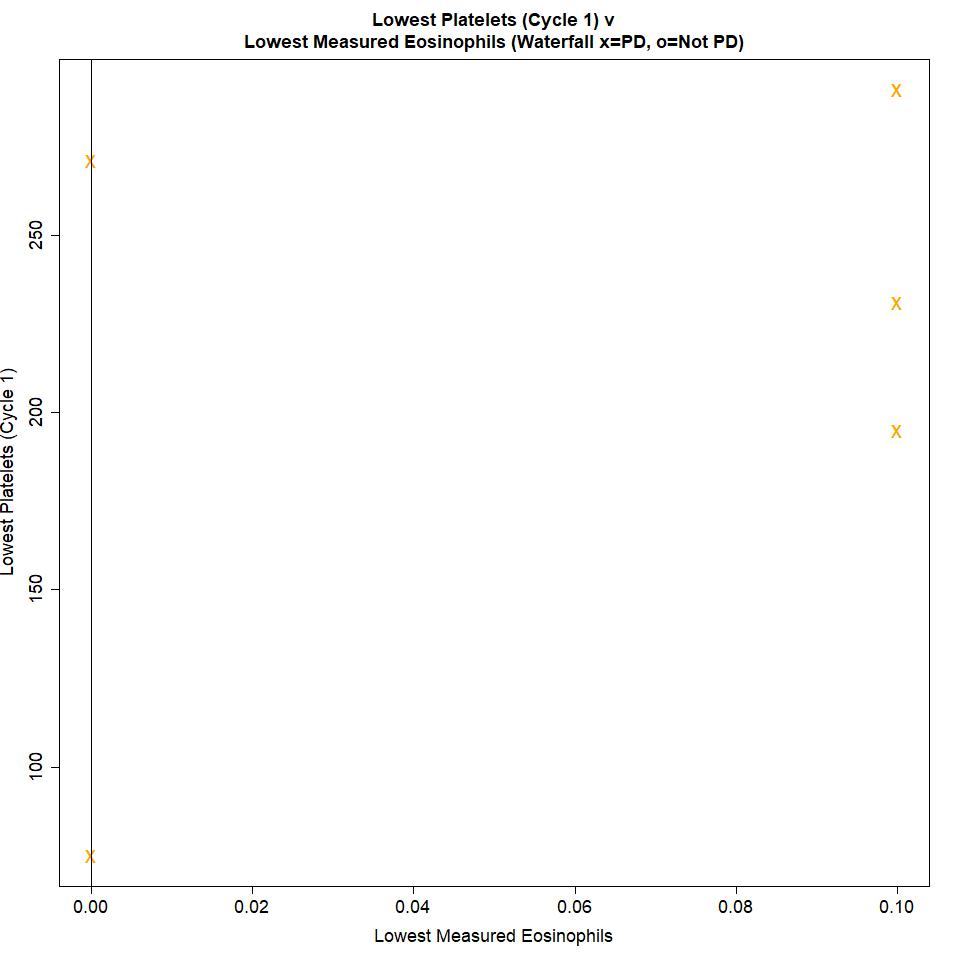 Lowest Platelets (Cycle 1) v
Lowest Measured Eosinophils (Waterfall x=PD, o=Not PD)
X
X
X
X
X
250
200
150
100
Lowest Platelets (Cycle 1)
0.00 0.02 0.04 0.06 0.08 0.10
Lowest Measured Eosinophils